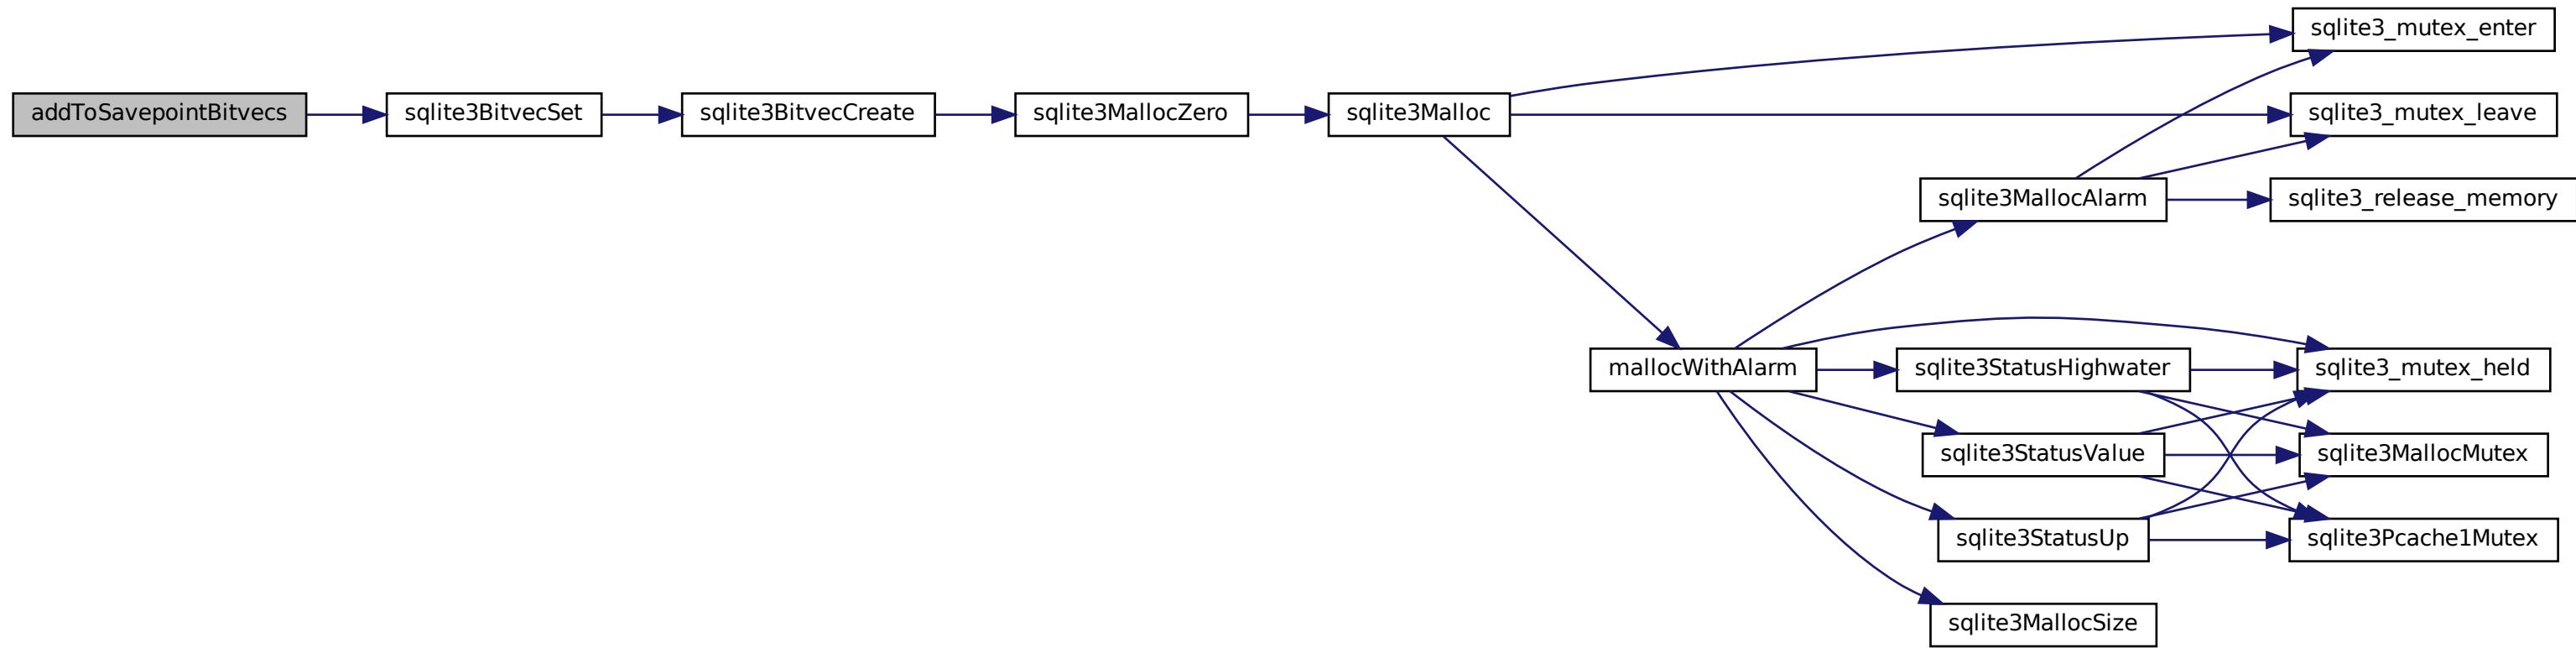 addToSavepointBitvecs
sqlite3BitvecSet
sqlite3BitvecCreate
sqlite3MallocZero
sqlite3Malloc
sqlite3_mutex_enter
sqlite3_mutex_leave
sqlite3MallocAlarm
sqlite3_release_memory
mallocWithAlarm
sqlite3StatusHighwater
sqlite3_mutex_held
sqlite3StatusValue
sqlite3MallocMutex
sqlite3StatusUp
sqlite3Pcache1Mutex
sqlite3MallocSize